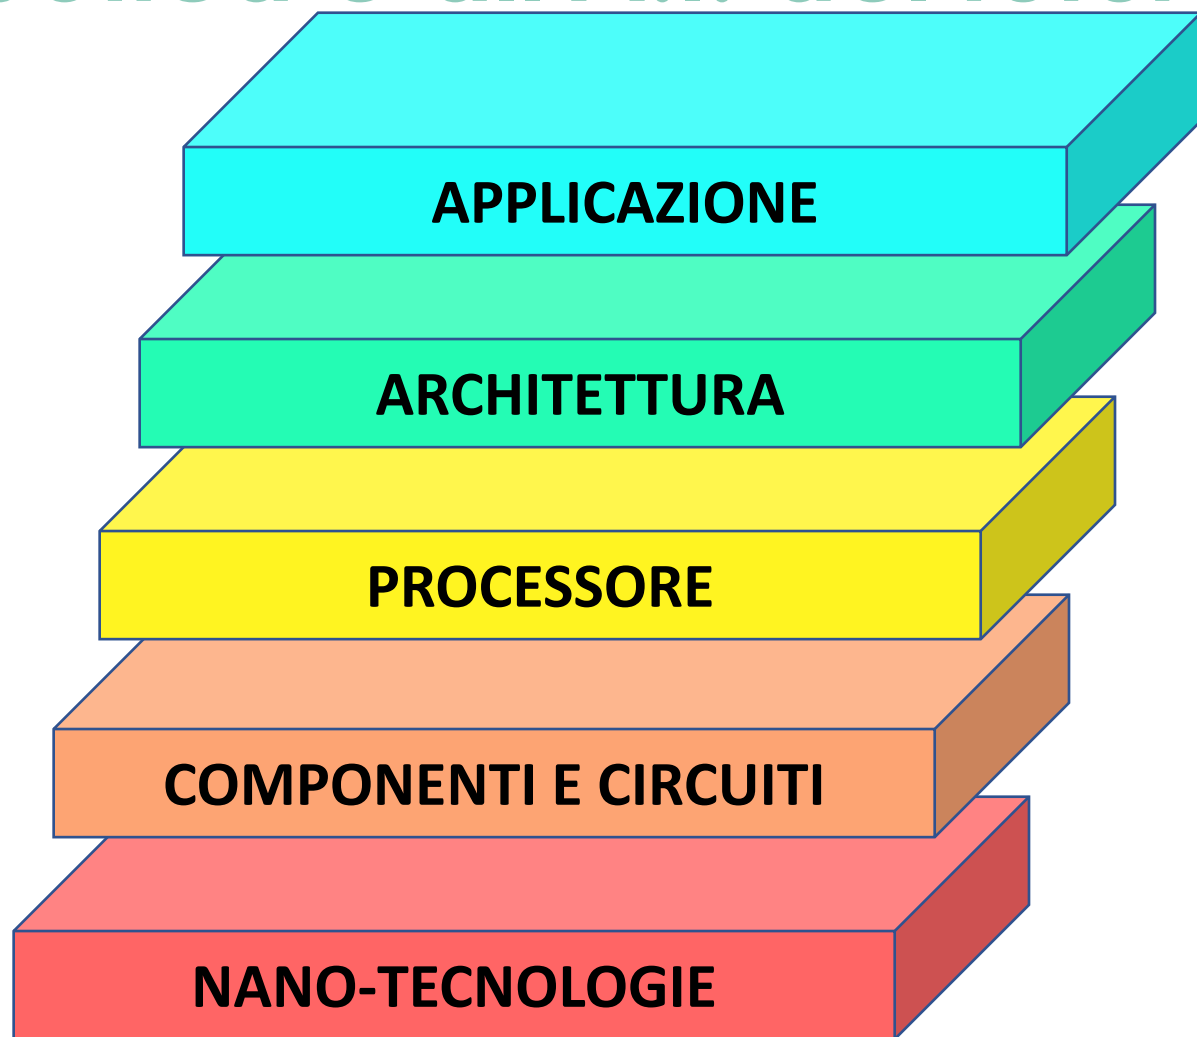 APPLICAZIONE
ARCHITETTURA
PROCESSORE
COMPONENTI E CIRCUITI
NANO-TECNOLOGIE